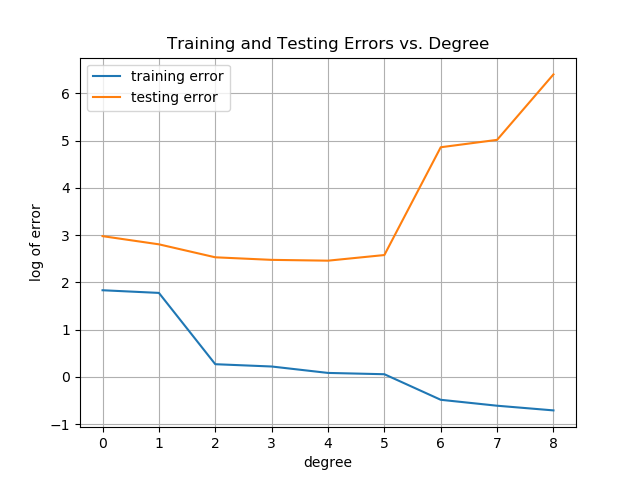 Training and Testing Errors vs. Degree
training error
testing error
log of error
6
5
4
3
2
1
0
−1
0 1 2 3 4 5 6 7 8
degree